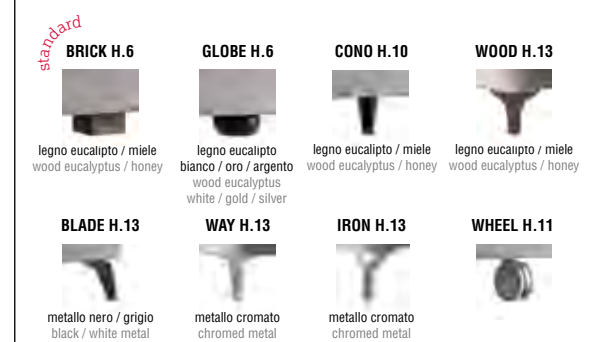 standard
BRICK H.6
legno eucalipto / miele
wood eucalyptus / honey
GLOBE H.6
legno eucalipto
bianco / oro / argento
wood eucalyptus
white / gold / silver
CONO H.10
legno eucalipto / miele
wood eucalyptus / honey
WOOD H.13
legno eucalipto / miele
wood eucalyptus / honey
BLADE H.13
metallo nero / grigio
black / white metal
WAY H.13
metallo cromato
chromed metal
IRON H.13
metallo cromato
chromed metal
WHEEL H.11